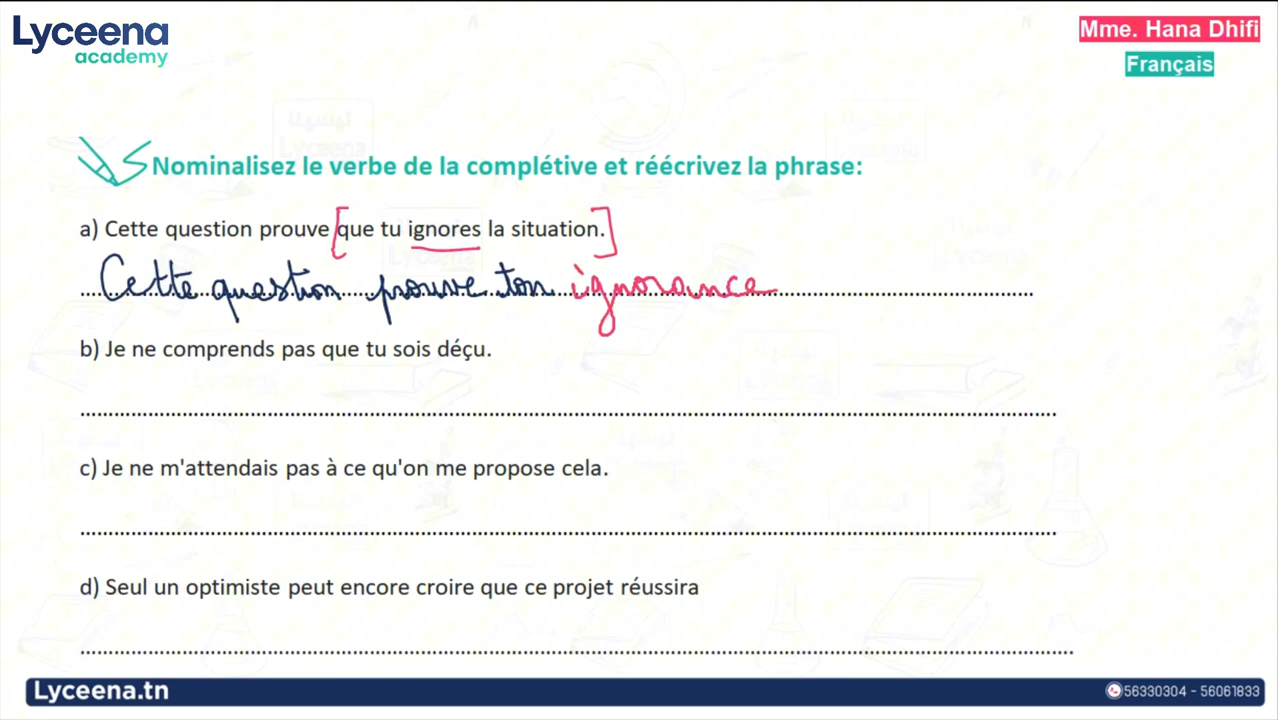 Lyceena
academy
Mme. Hana Dhifi
Français
Nominalisez le verbe de la complétive et réécrivez la phrase:
a) Cette question prouve [que tu ignores la situation.]
Cette question prouve ton ignorance
b) Je ne comprends pas que tu sois déçu.
c) Je ne m'attendais pas à ce qu'on me propose cela.
d) Seul un optimiste peut encore croire que ce projet réussira
Lyceena.tn
56330304 - 56061833